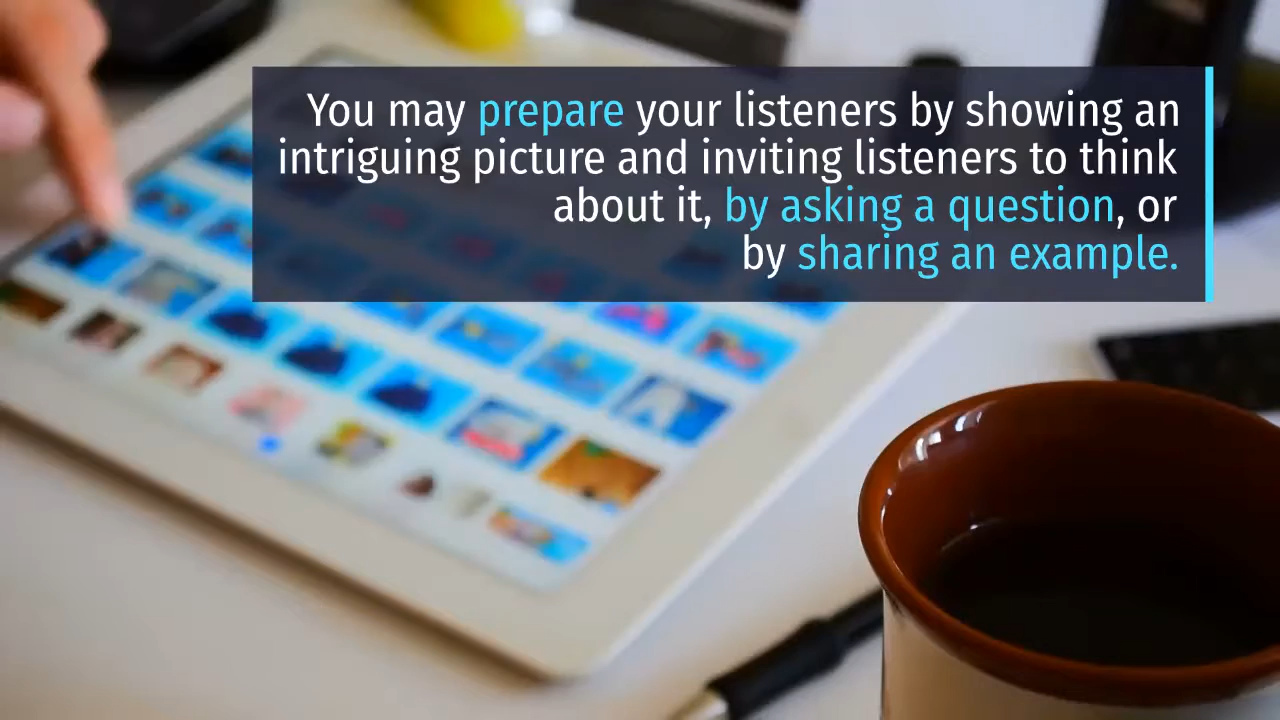 You may prepare your listeners by showing an
intriguing picture and inviting listeners to think
about it, by asking a question, or
by sharing an example.